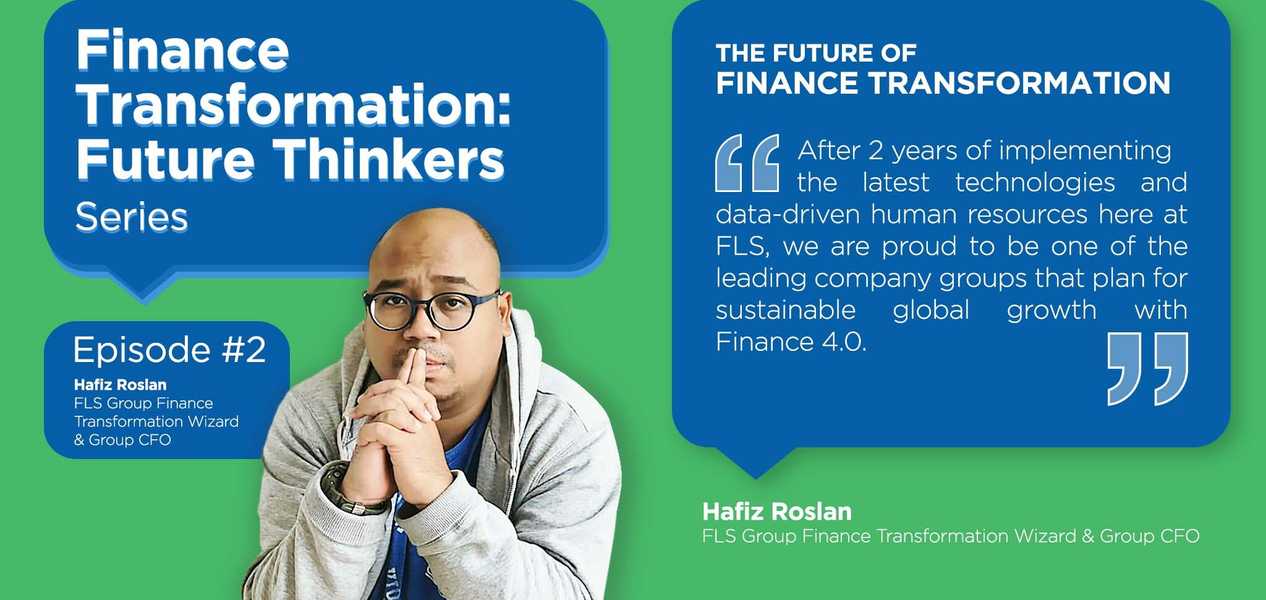 Finance
Transformation:
Future Thinkers
Series
Episode #2
Hafiz Roslan
FLS Group Finance
Transformation Wizard
& Group CFO
THE FUTURE OF
FINANCE TRANSFORMATION
“After 2 years of implementing
the latest technologies and
data-driven human resources here at
FLS, we are proud to be one of the
leading company groups that plan for
sustainable global growth with
Finance 4.0.”
Hafiz Roslan
FLS Group Finance Transformation Wizard & Group CFO